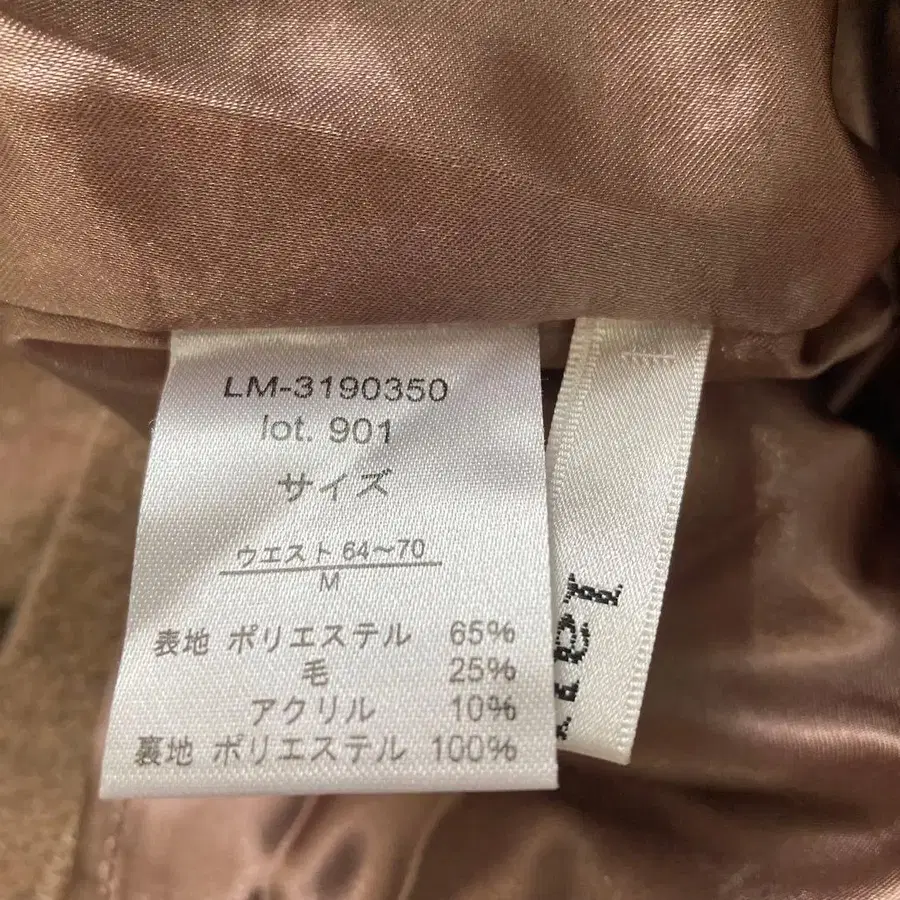 LM-3190350
lot. 901
サイズ
ウエスト 64〜70
M
表地 ポリエステル 65%
毛 25%
アクリル 10%
裏地 ポリエステル 100%